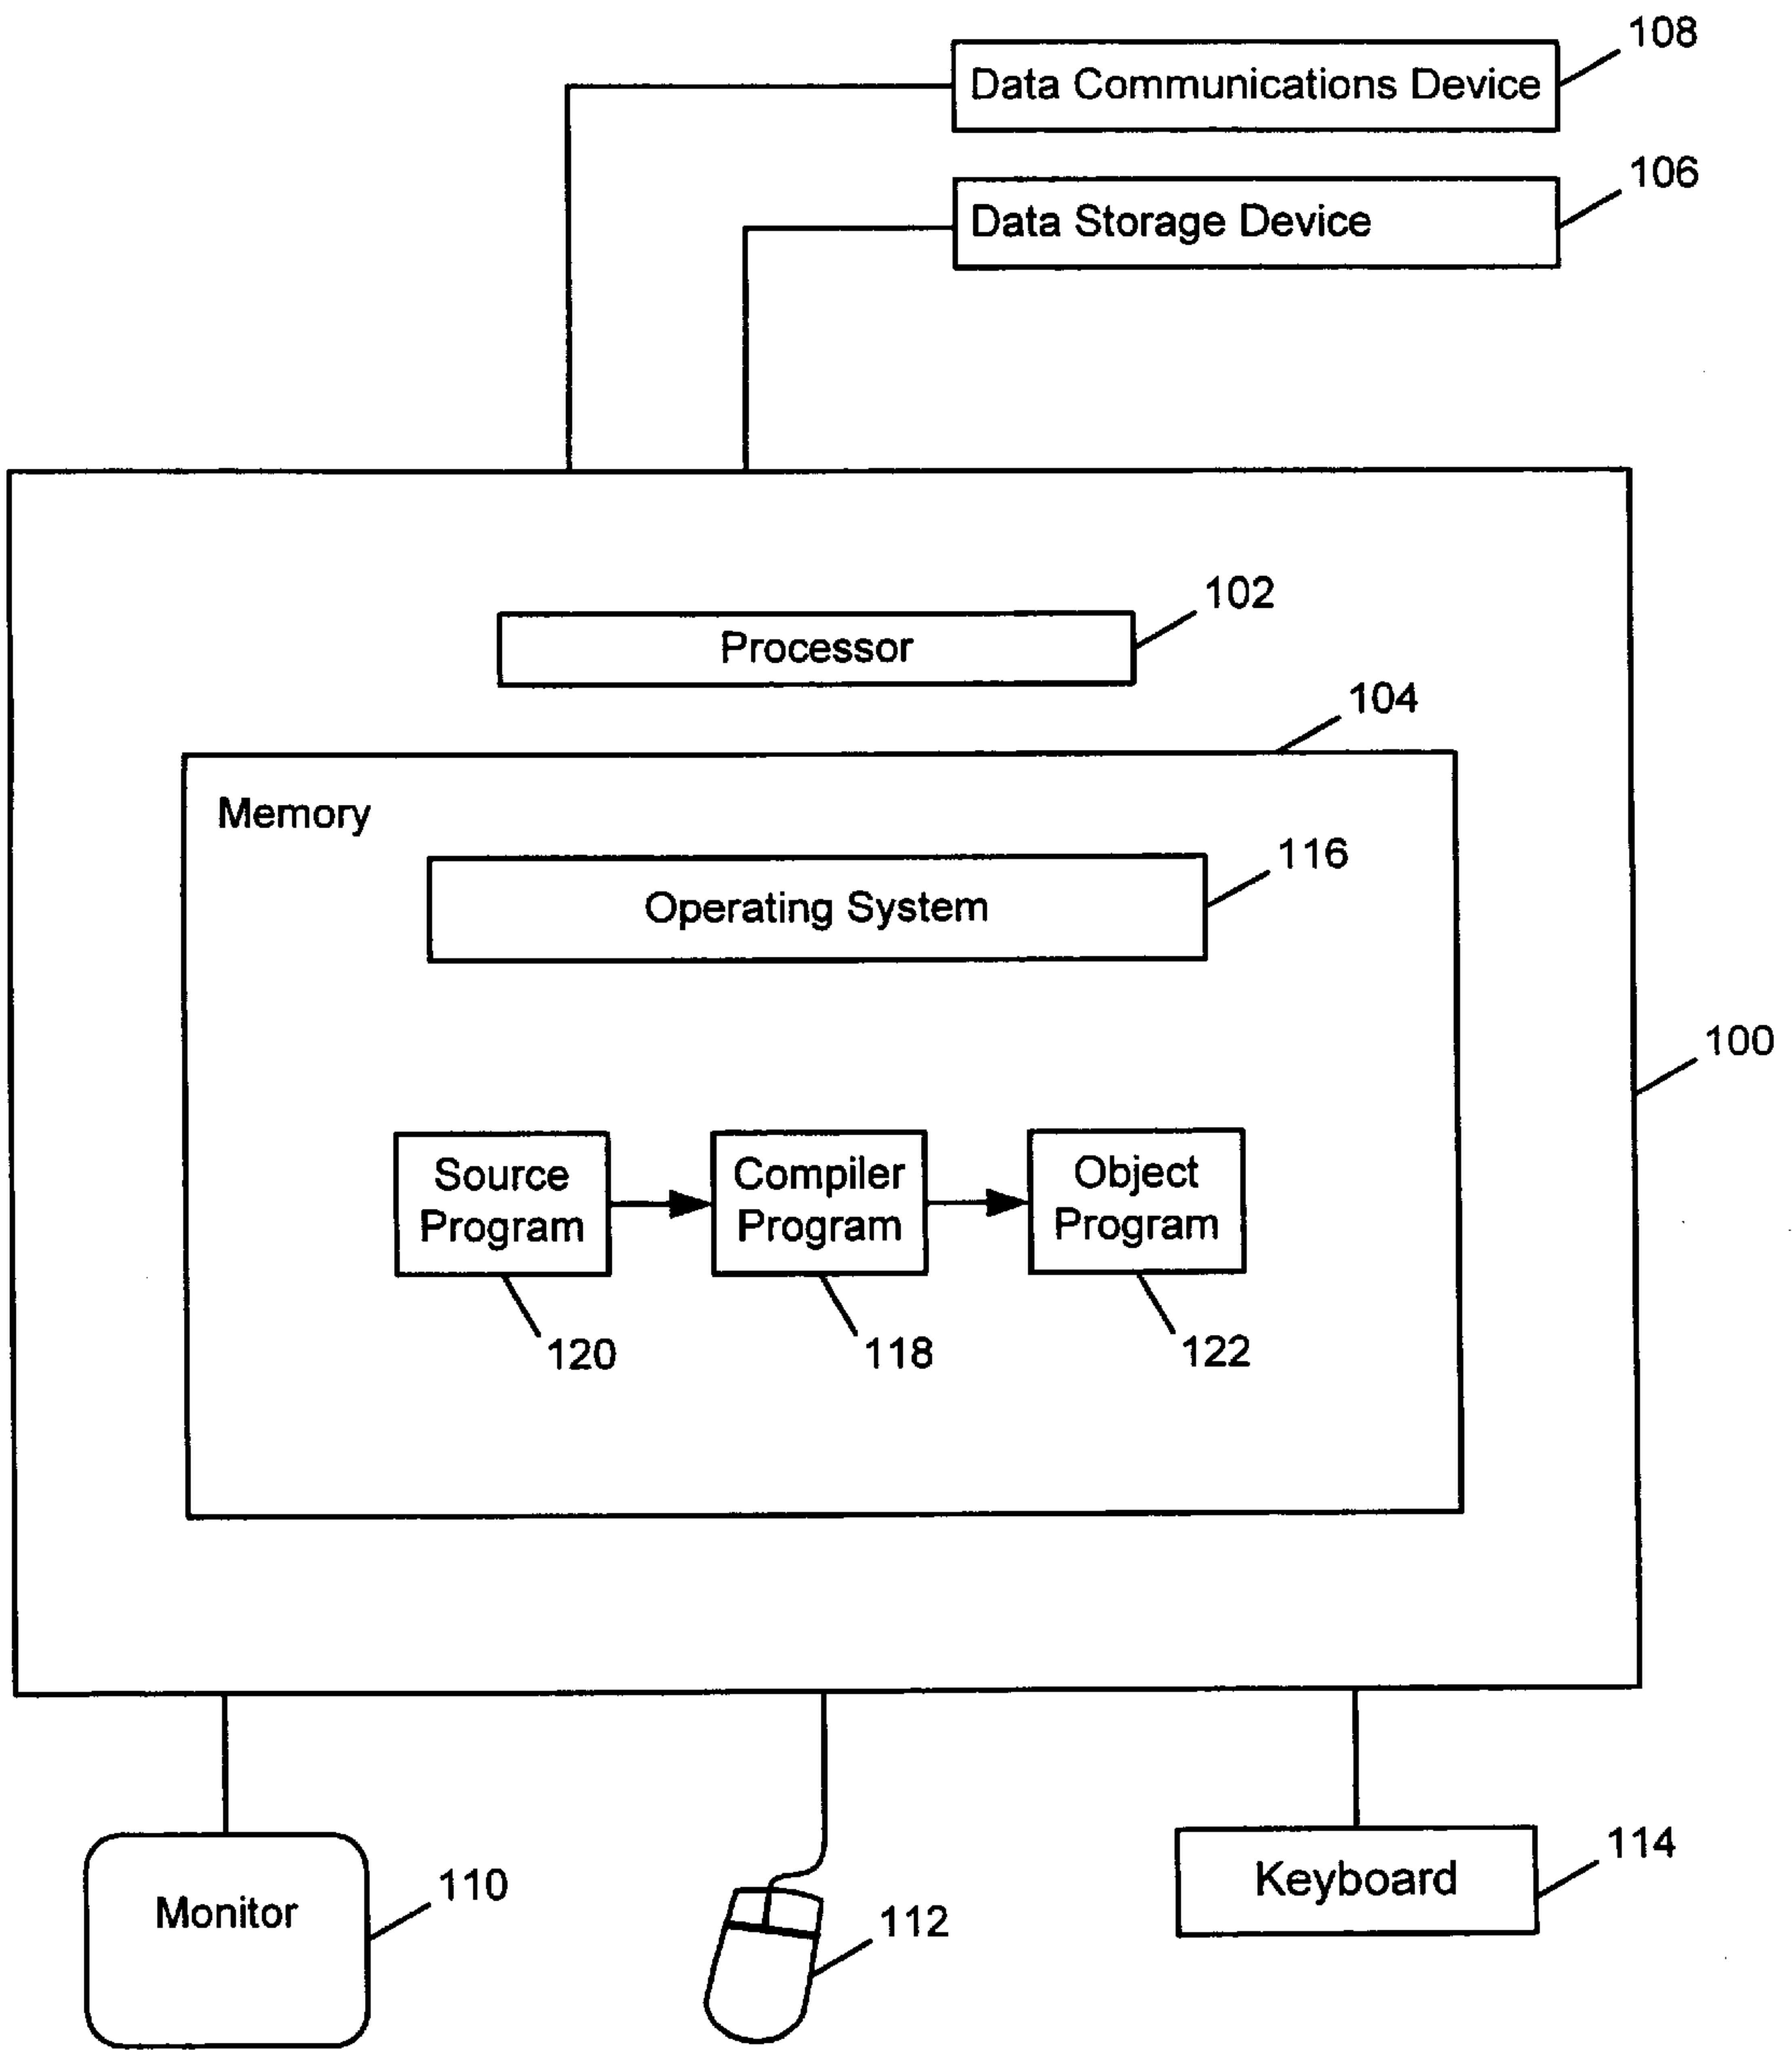 108
Data Communications Device
106
Data Storage Device
102
Processor
104
Memory
116
Operating System
100
Source
Program
Compiler
Program
Object
Program
120
118
122
Monitor
110
112
Keyboard
114